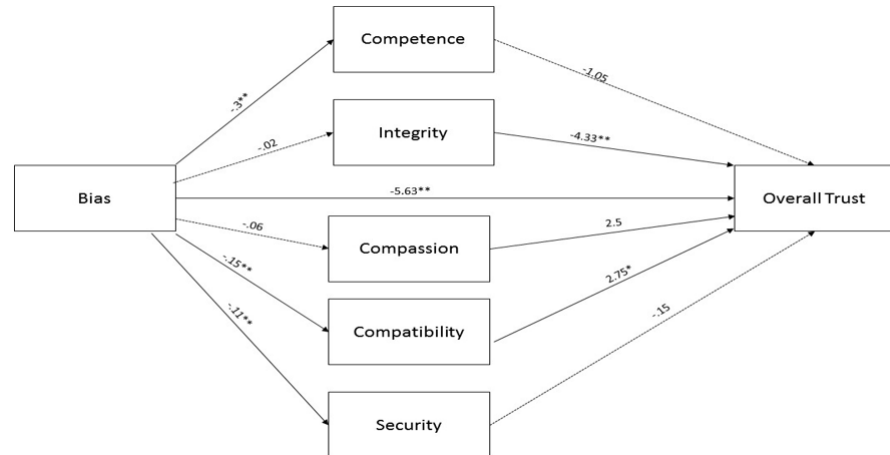 Competence
-.3**
-1.05
Integrity
-.02
-4.33**
Bias
-5.63**
Overall Trust
-.06
Compassion
2.5
-.15**
Compatibility
2.75*
-.11**
Security
-.15